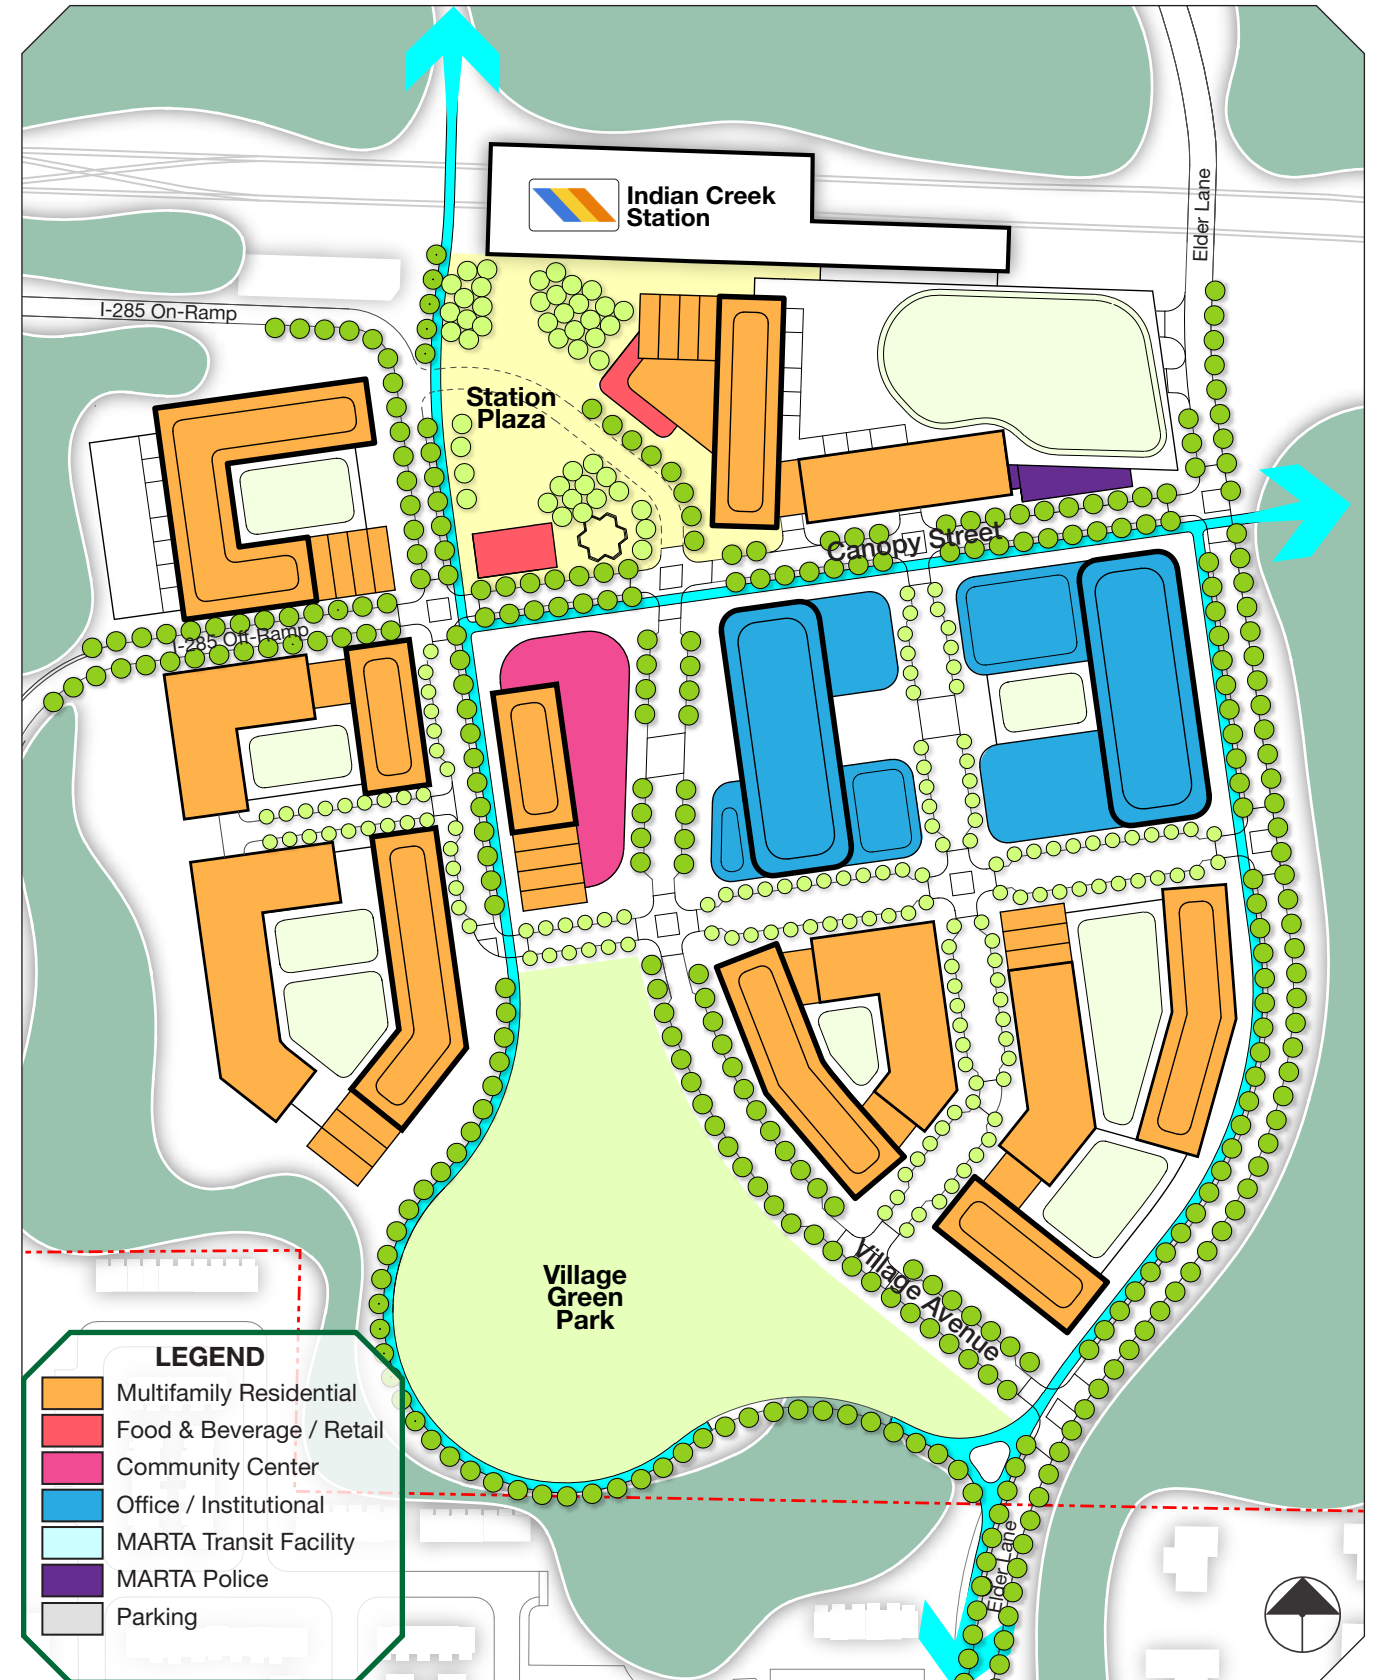 Indian Creek
Station
Elder Lane
I-285 On-Ramp
Station
Plaza
Canopy Street
I-285 Off-Ramp
Village Avenue
Village
Green
Park
LEGEND
Multifamily Residential
Food & Beverage / Retail
Community Center
Office / Institutional
MARTA Transit Facility
MARTA Police
Parking
Elder Lane